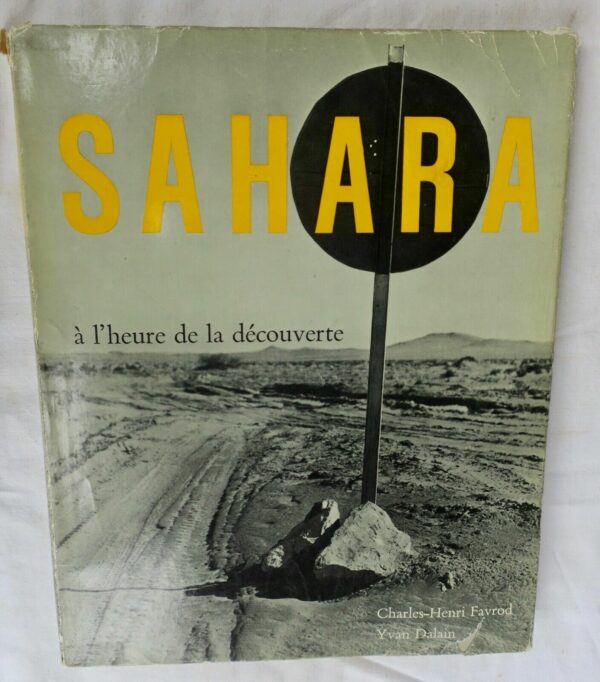 SAHARA
à l'heure de la découverte
Charles-Henri Favrod
Yvan Dalain